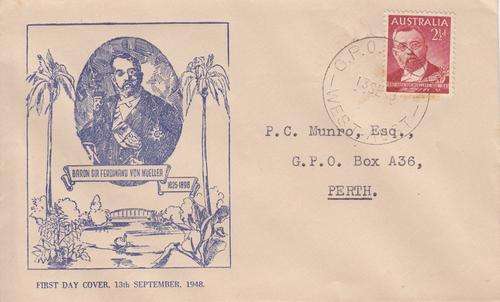 AUSTRALIA
2½d
G.P.O.
WEST
BARON SIR FERDINAND VON MUELLER
1825-1896
P.C. Munro, Esq.,
G.P.O. Box A36,
PERTH.
FIRST DAY COVER, 13th SEPTEMBER, 1948.